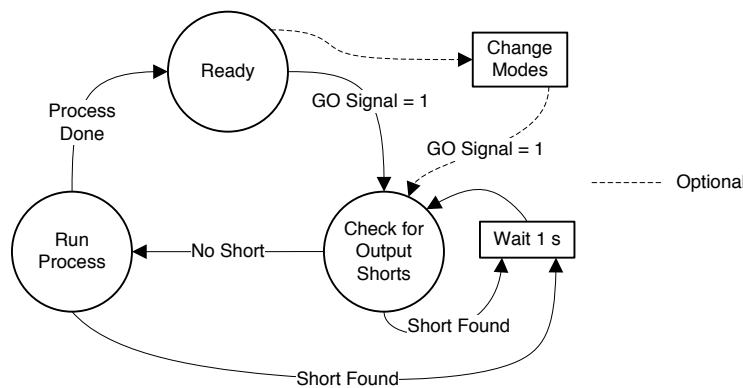 Ready
Change
Modes
GO Signal = 1
Process
Done
GO Signal = 1
Optional
Run
Process
No Short
Check for
Output
Shorts
Wait 1 s
Short Found
Short Found